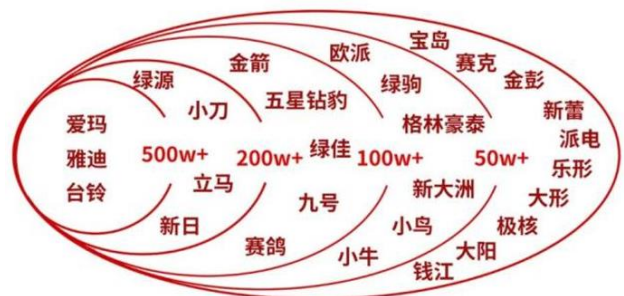 爱玛
雅迪
台铃
500w+
绿源
小刀
立马
新日
200w+
金箭
五星钻豹
绿佳
九号
赛鸽
100w+
欧派
绿驹
格林豪泰
新大洲
小鸟
小牛
50w+
宝岛
赛克
金彭
新蕾
派电
乐形
大形
极核
大阳
钱江